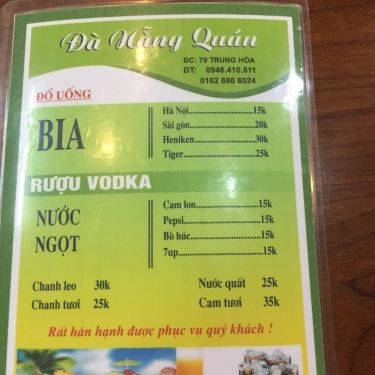 Đà Nẵng Quán
ĐC: 79 TRUNG HÒA
ĐT: 0948.410.811
0162 680 6924
ĐỒ UỐNG
BIA
Hà Nội....................15k
Sài gòn...................20k
Heniken..................30k
Tiger......................25k
RƯỢU VODKA
NƯỚC NGỌT
Cam lon.................15k
Pepsi......................15k
Bò húc...................15k
7up........................15k
Chanh leo 30k
Nước quất 25k
Chanh tươi 25k
Cam tươi 35k
Rất hân hạnh được phục vụ quý khách !